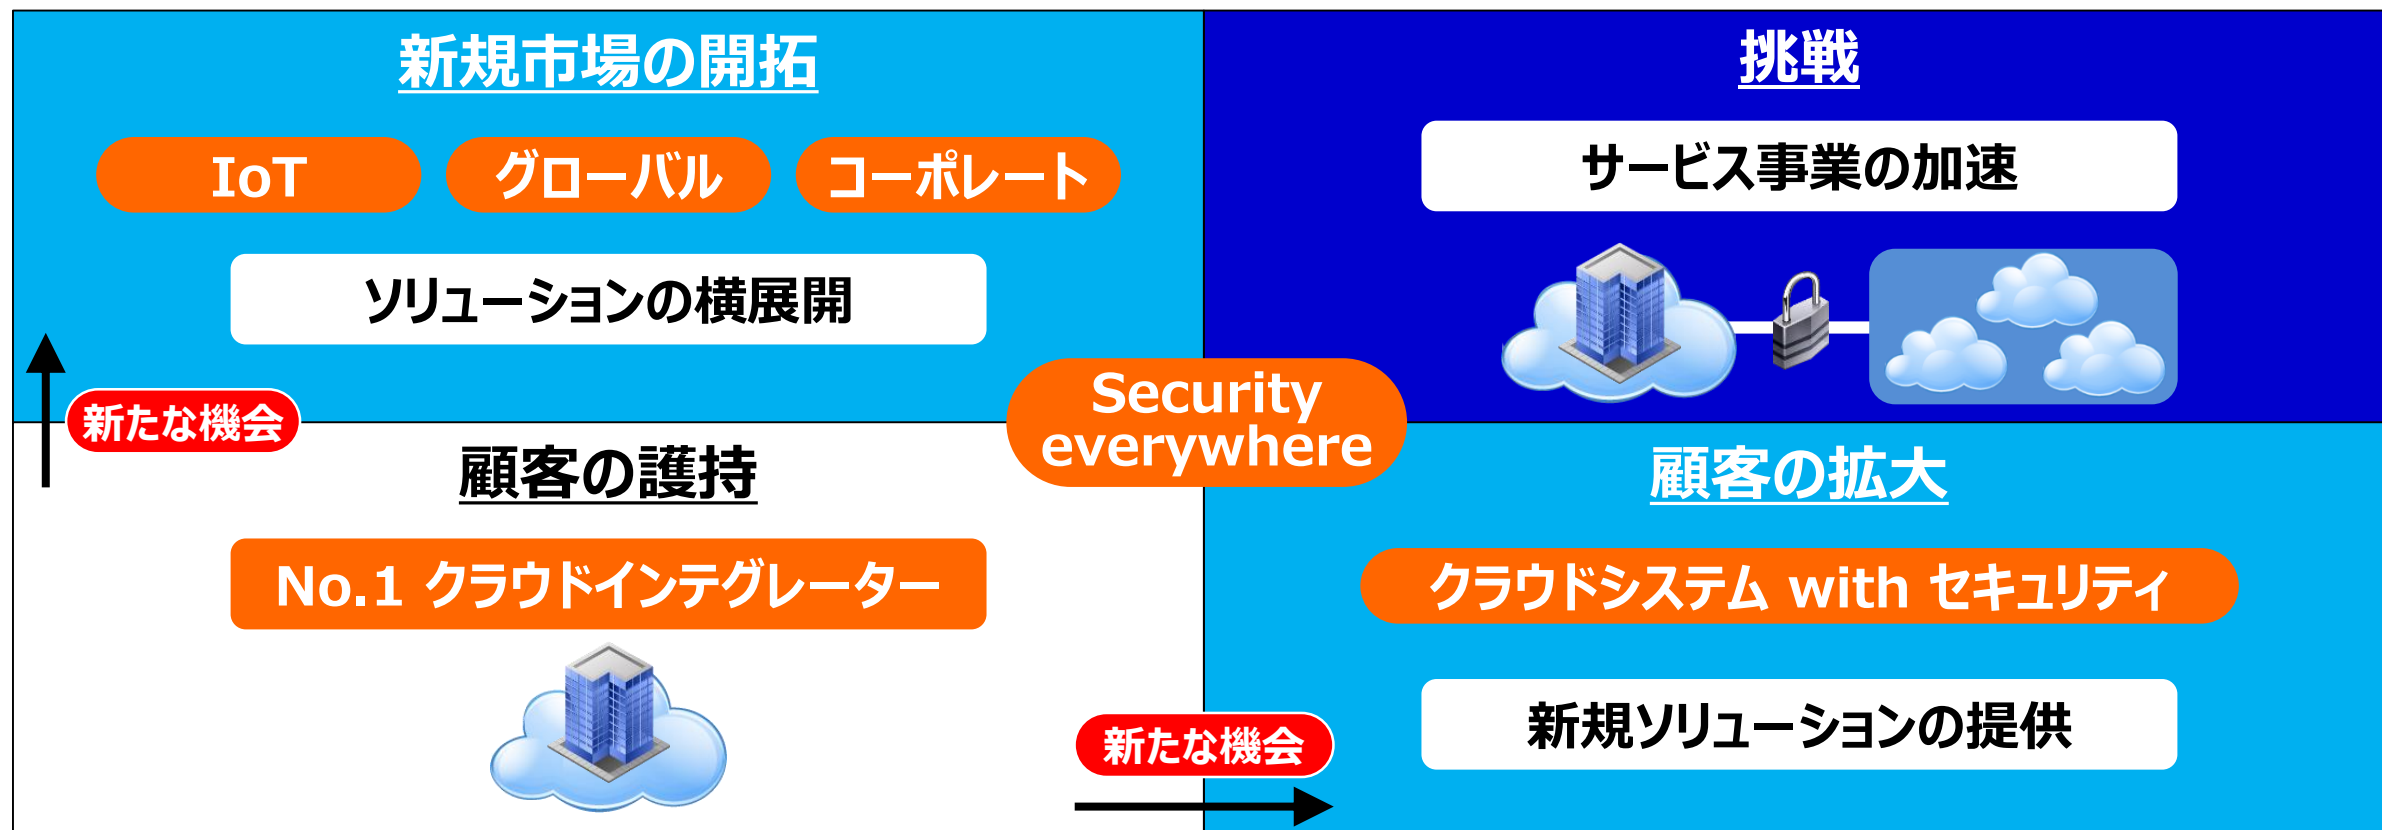 新規市場の開拓
IoT
グローバル
コーポレート
ソリューションの横展開
挑戦
サービス事業の加速
新たな機会
Security
everywhere
顧客の護持
No.1 クラウドインテグレーター
顧客の拡大
クラウドシステム with セキュリティ
新規ソリューションの提供
新たな機会